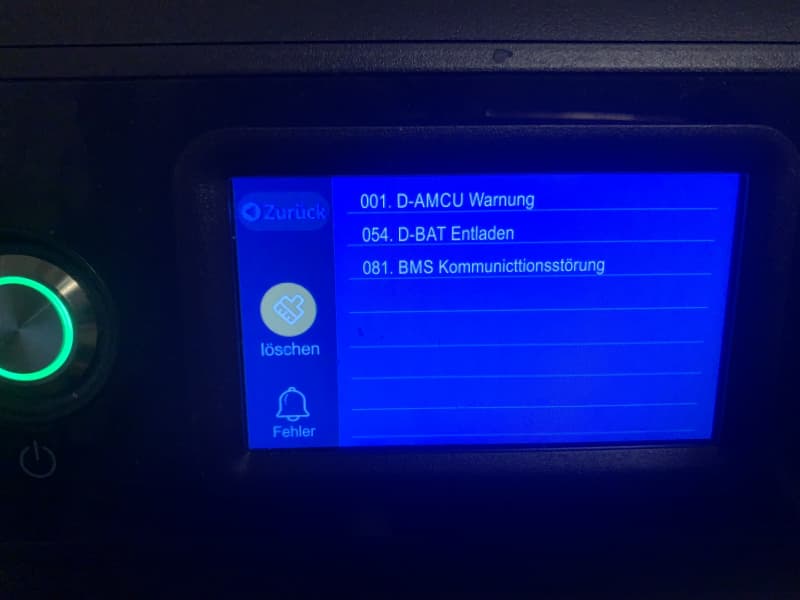 Zurück
001. D-AMCU Warnung
054. D-BAT Entladen
081. BMS Kommunicttionsstörung
löschen
Fehler